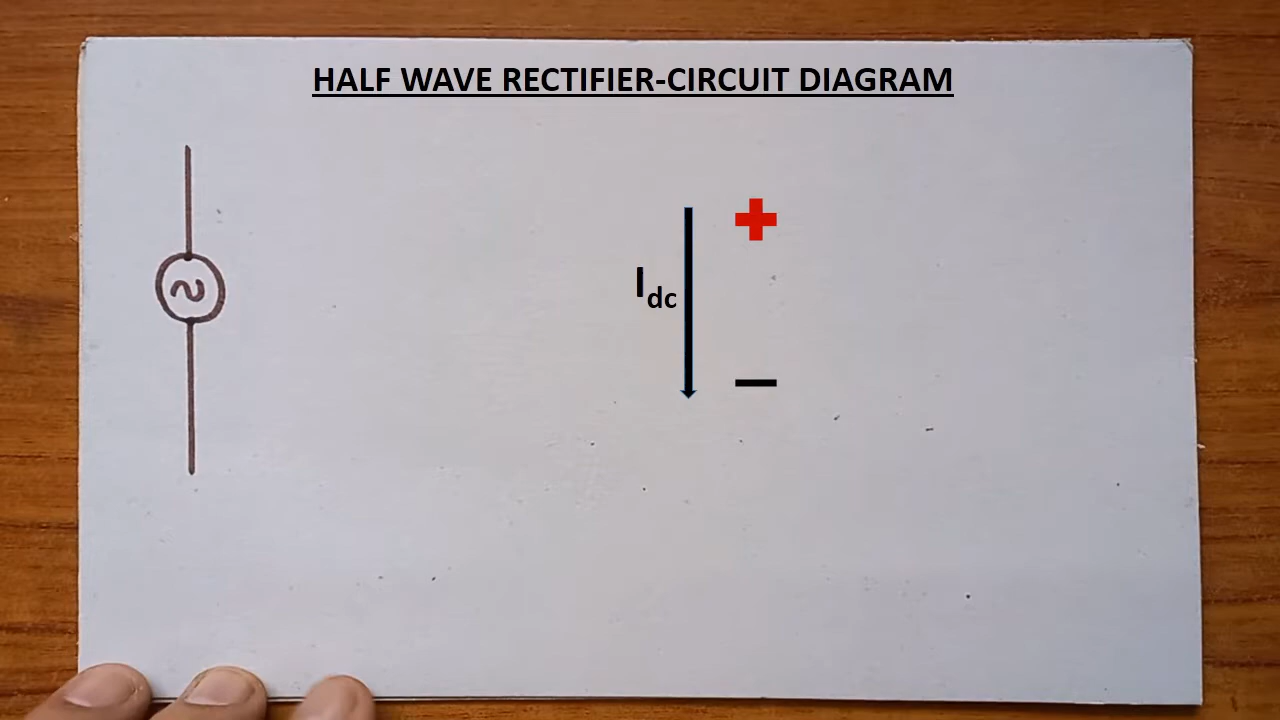 HALF WAVE RECTIFIER-CIRCUIT DIAGRAM
Idc
+
−